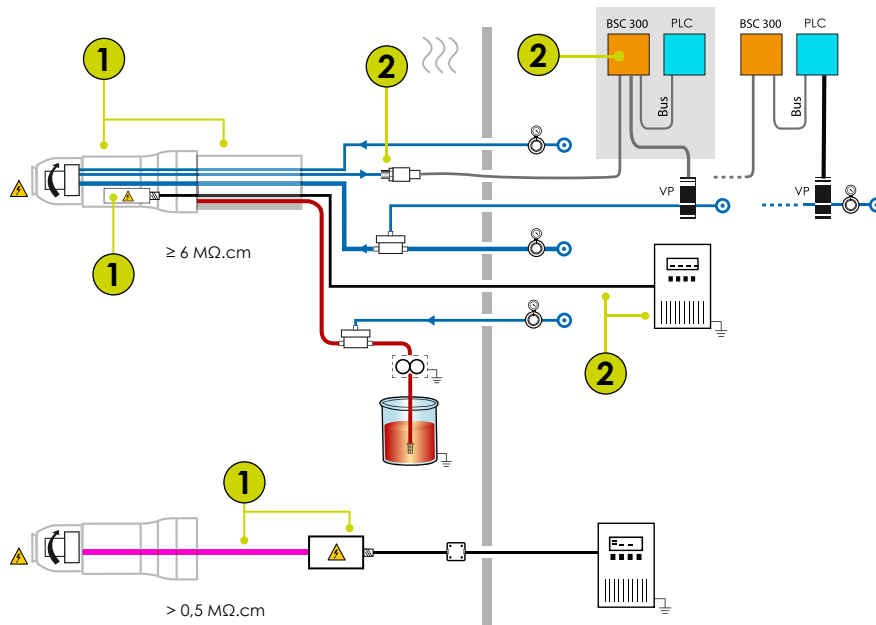 BSC 300 PLC BSC 300 PLC
1
2
2
Bus
Bus
VP
VP
1
≥ 6 MΩ.cm
2
1
> 0,5 MΩ.cm